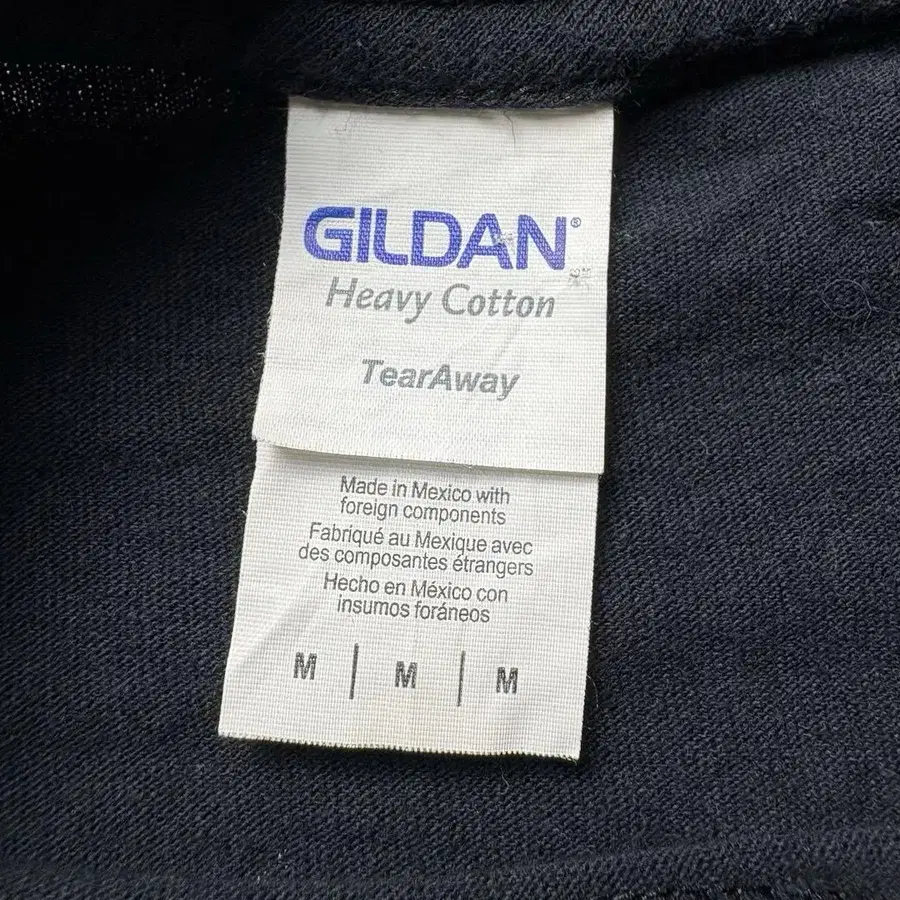 GILDAN®
Heavy Cotton
TearAway
Made in Mexico with
foreign components
Fabriqué au Mexique avec
des composantes étrangers
Hecho en México con
insumos foráneos
M | M | M